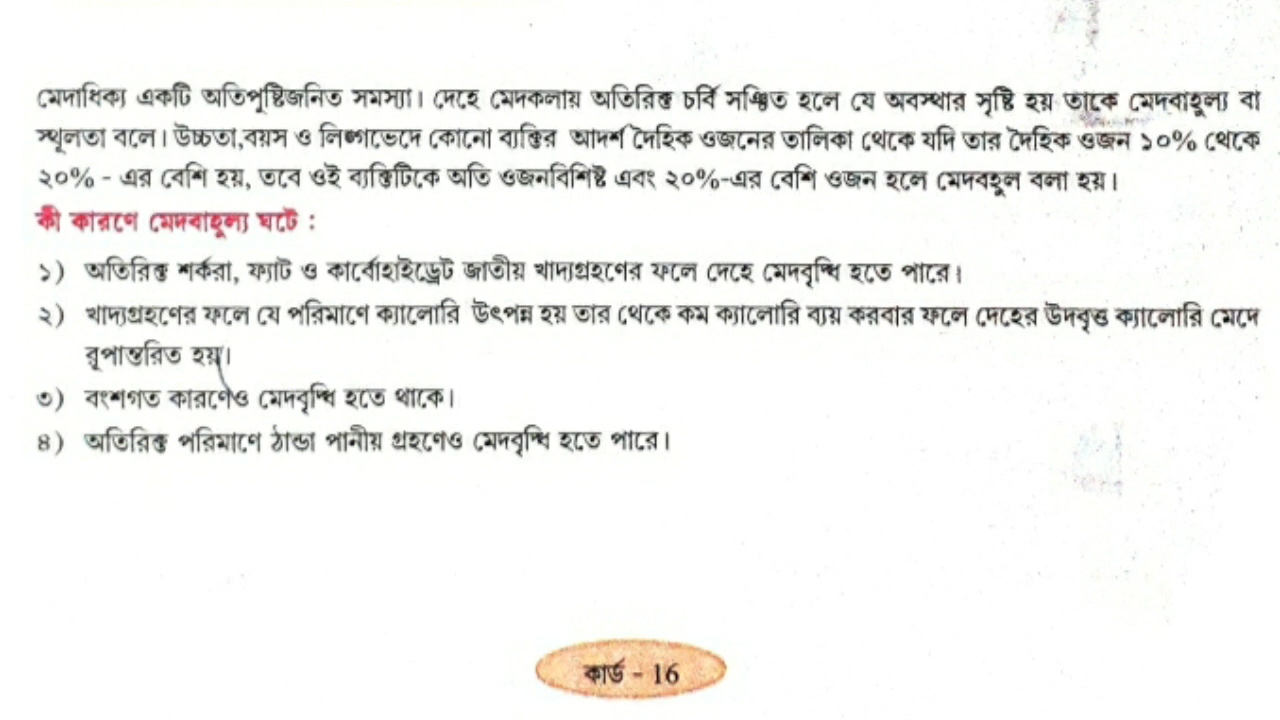 মেদাধিক্য একটি অতিপুষ্টিজনিত সমস্যা। দেহে মেদকলায় অতিরিক্ত চর্বি সঞ্চিত হলে যে অবস্থার সৃষ্টি হয় তাকে মেদবাহুল্য বা
স্থূলতা বলে। উচ্চতা,বয়স ও লিঙ্গভেদে কোনো ব্যক্তির আদর্শ দৈহিক ওজনের তালিকা থেকে যদি তার দৈহিক ওজন ১০% থেকে
২০% - এর বেশি হয়, তবে ওই ব্যক্তিটিকে অতি ওজনবিশিষ্ট এবং ২০%-এর বেশি ওজন হলে মেদবহুল বলা হয়।
কী কারণে মেদবাহুল্য ঘটে :
১) অতিরিক্ত শর্করা, ফ্যাট ও কার্বোহাইড্রেট জাতীয় খাদ্যগ্রহণের ফলে দেহে মেদবৃদ্ধি হতে পারে।
২) খাদ্যগ্রহণের ফলে যে পরিমাণে ক্যালোরি উৎপন্ন হয় তার থেকে কম ক্যালোরি ব্যয় করবার ফলে দেহের উদবৃত্ত ক্যালোরি মেদে
রূপান্তরিত হয়।
৩) বংশগত কারণেও মেদবৃদ্ধি হতে থাকে।
৪) অতিরিক্ত পরিমাণে ঠান্ডা পানীয় গ্রহণেও মেদবৃদ্ধি হতে পারে।
কার্ড - 16